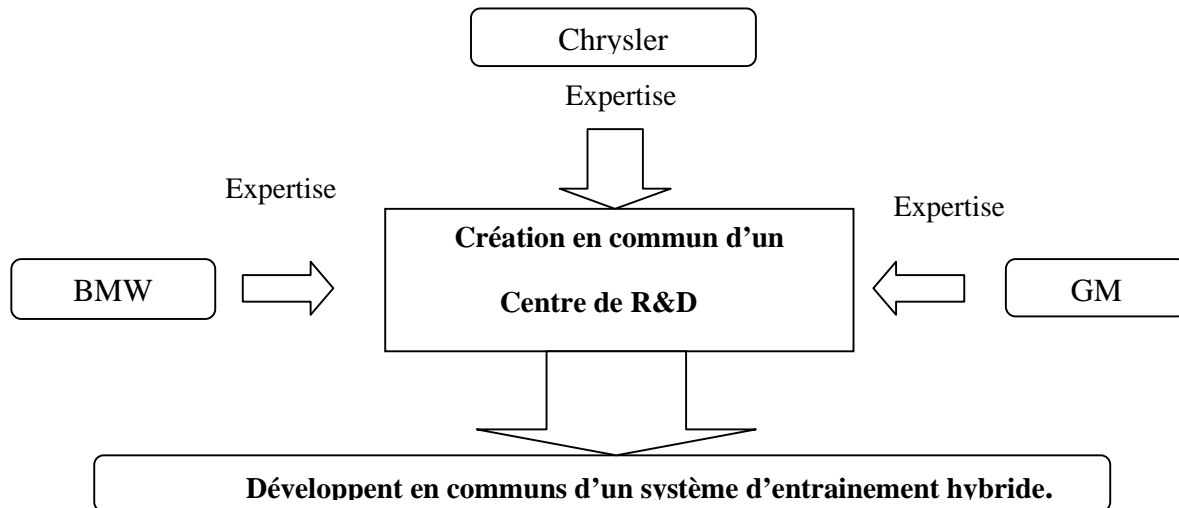 Chrysler
Expertise
Expertise
Expertise
Création en commun d’un
Centre de R&D
BMW
GM
Développent en communs d’un système d’entrainement hybride.